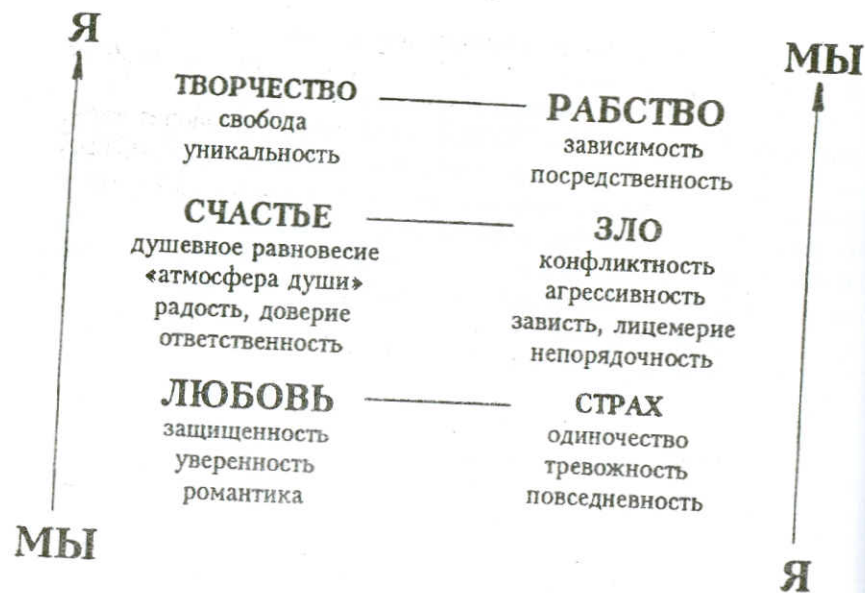 Я
МЫ
ТВОРЧЕСТВО
свобода
уникальность
РАБСТВО
зависимость
посредственность
СЧАСТЬЕ
душевное равновесие
«атмосфера души»
радость, доверие
ответственность
ЗЛО
конфликтность
агрессивность
зависть, лицемерие
непорядочность
ЛЮБОВЬ
защищенность
уверенность
романтика
СТРАХ
одиночество
тревожность
повседневность
МЫ
Я